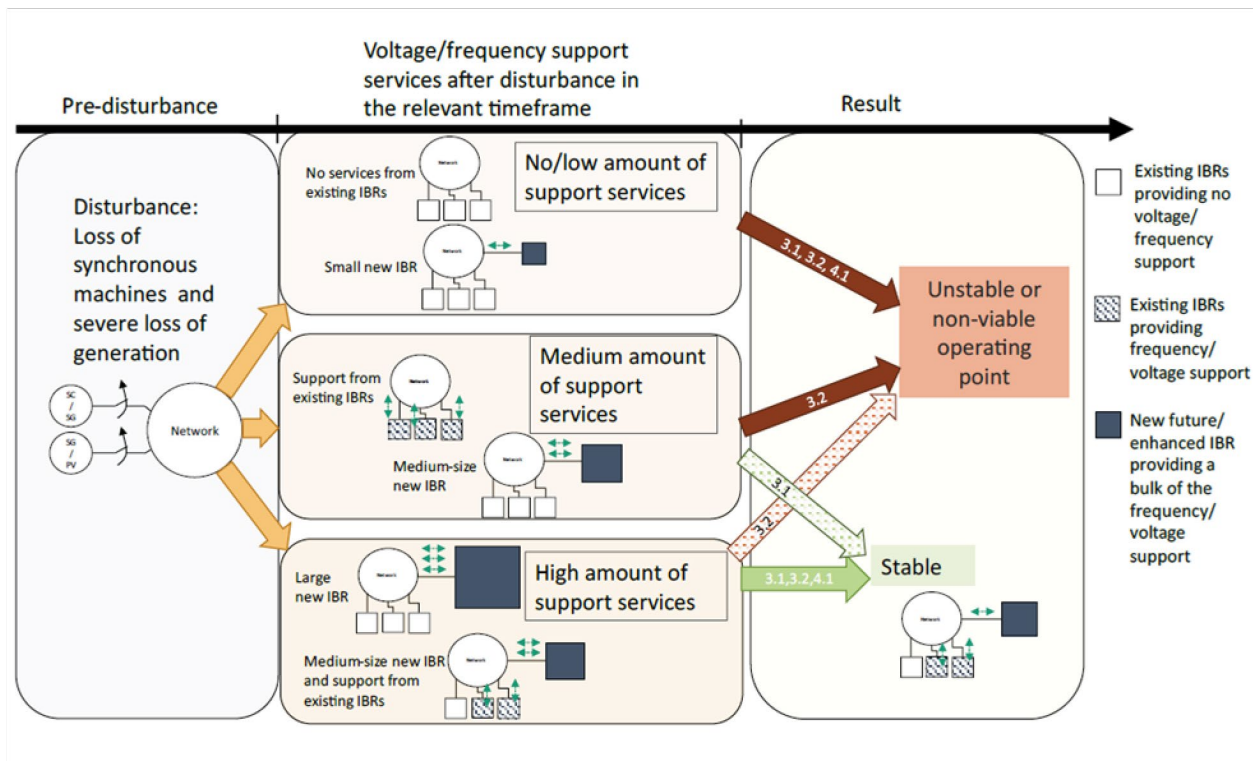 Voltage/frequency support
services after disturbance in
the relevant timeframe
Pre-disturbance
Result
Disturbance:
Loss of
synchronous
machines and
severe loss of
generation
SC
/
SG
SG
/
PV
Network
No services from
existing IBRs
Network
No/low amount of
support services
Small new IBR
Network
Support from
existing IBRs
Network
Medium amount
of support
services
Medium-size
new IBR
Network
Large
new IBR
Network
High amount of
support services
Medium-size new IBR
and support from
existing IBRs
Network
3.1, 3.2, 4.1
3.2
3.1
3.2
3.1,3.2,4.1
Unstable or
non-viable
operating
point
Stable
Network
Existing IBRs
providing no
voltage/
frequency
support
Existing IBRs
providing
frequency/
voltage support
New future/
enhanced IBR
providing a
bulk of the
frequency/
voltage
support